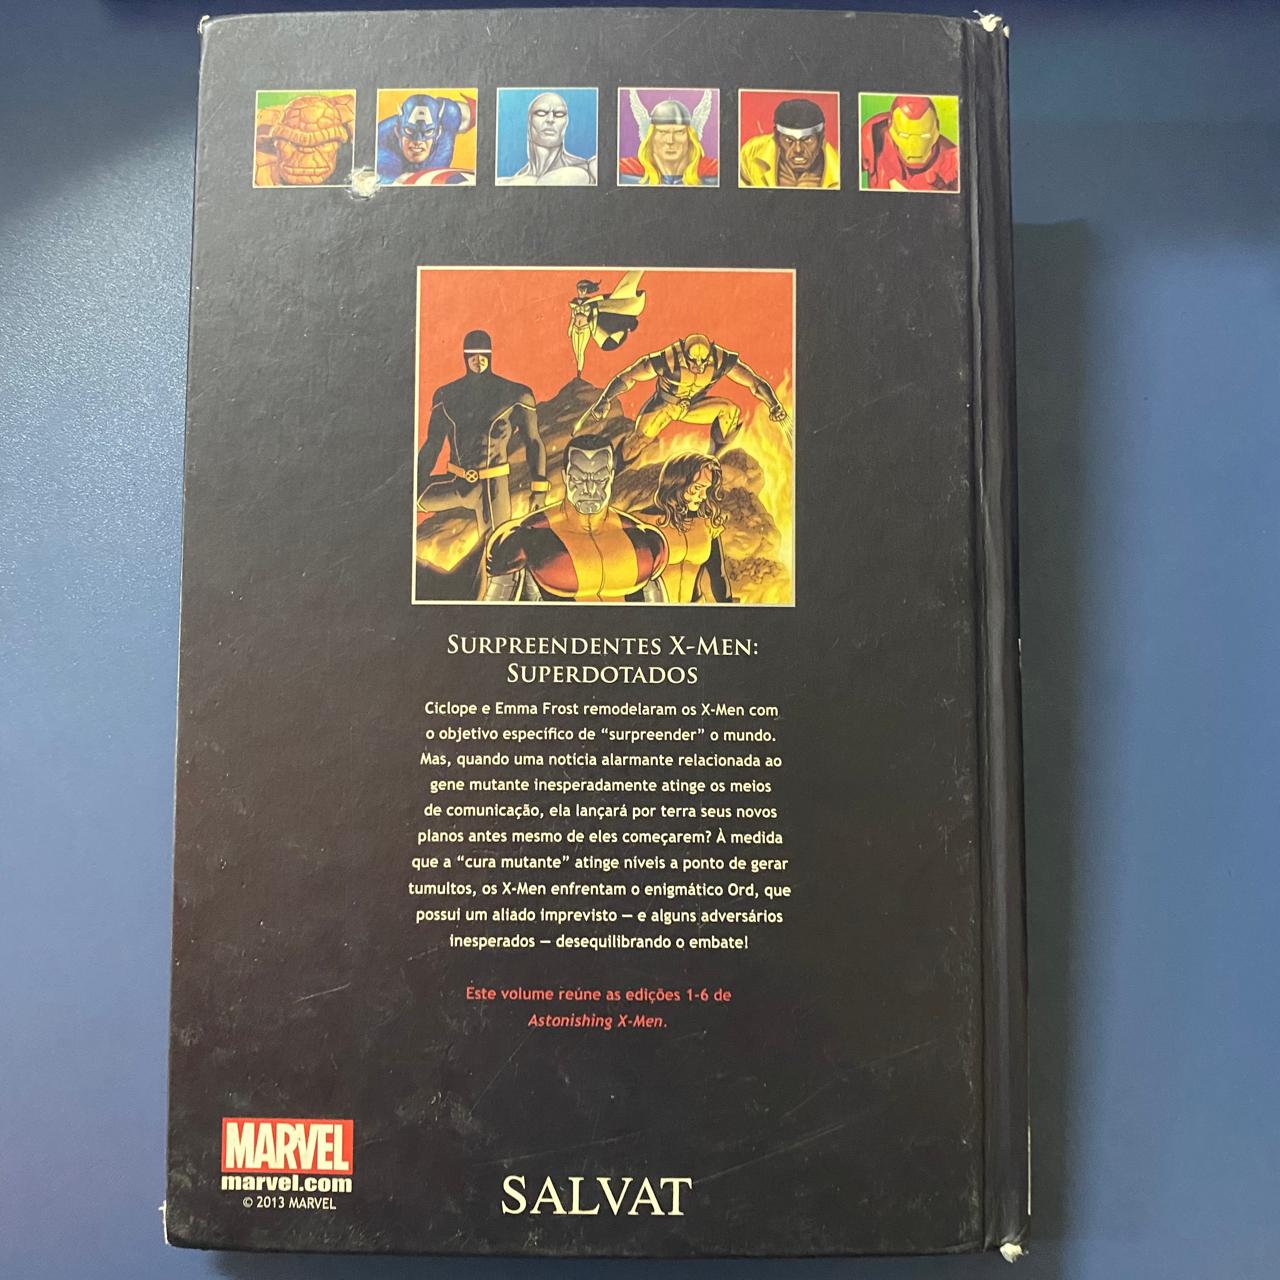 SURPREENDENTES X-MEN:
SUPERDOTADOS
Ciclope e Emma Frost remodelaram os X-Men com
o objetivo específico de “surpreender” o mundo.
Mas, quando uma notícia alarmante relacionada ao
gene mutante inesperadamente atinge os meios
de comunicação, ela lançará por terra seus novos
planos antes mesmo de eles começarem? À medida
que a “cura mutante” atinge níveis a ponto de gerar
tumultos, os X-Men enfrentam o enigmático Ord, que
possui um aliado imprevisto — e alguns adversários
inesperados — desequilibrando o embate!
Este volume reúne as edições 1-6 de
Astonishing X-Men.
MARVEL
marvel.com
© 2013 MARVEL
SALVAT